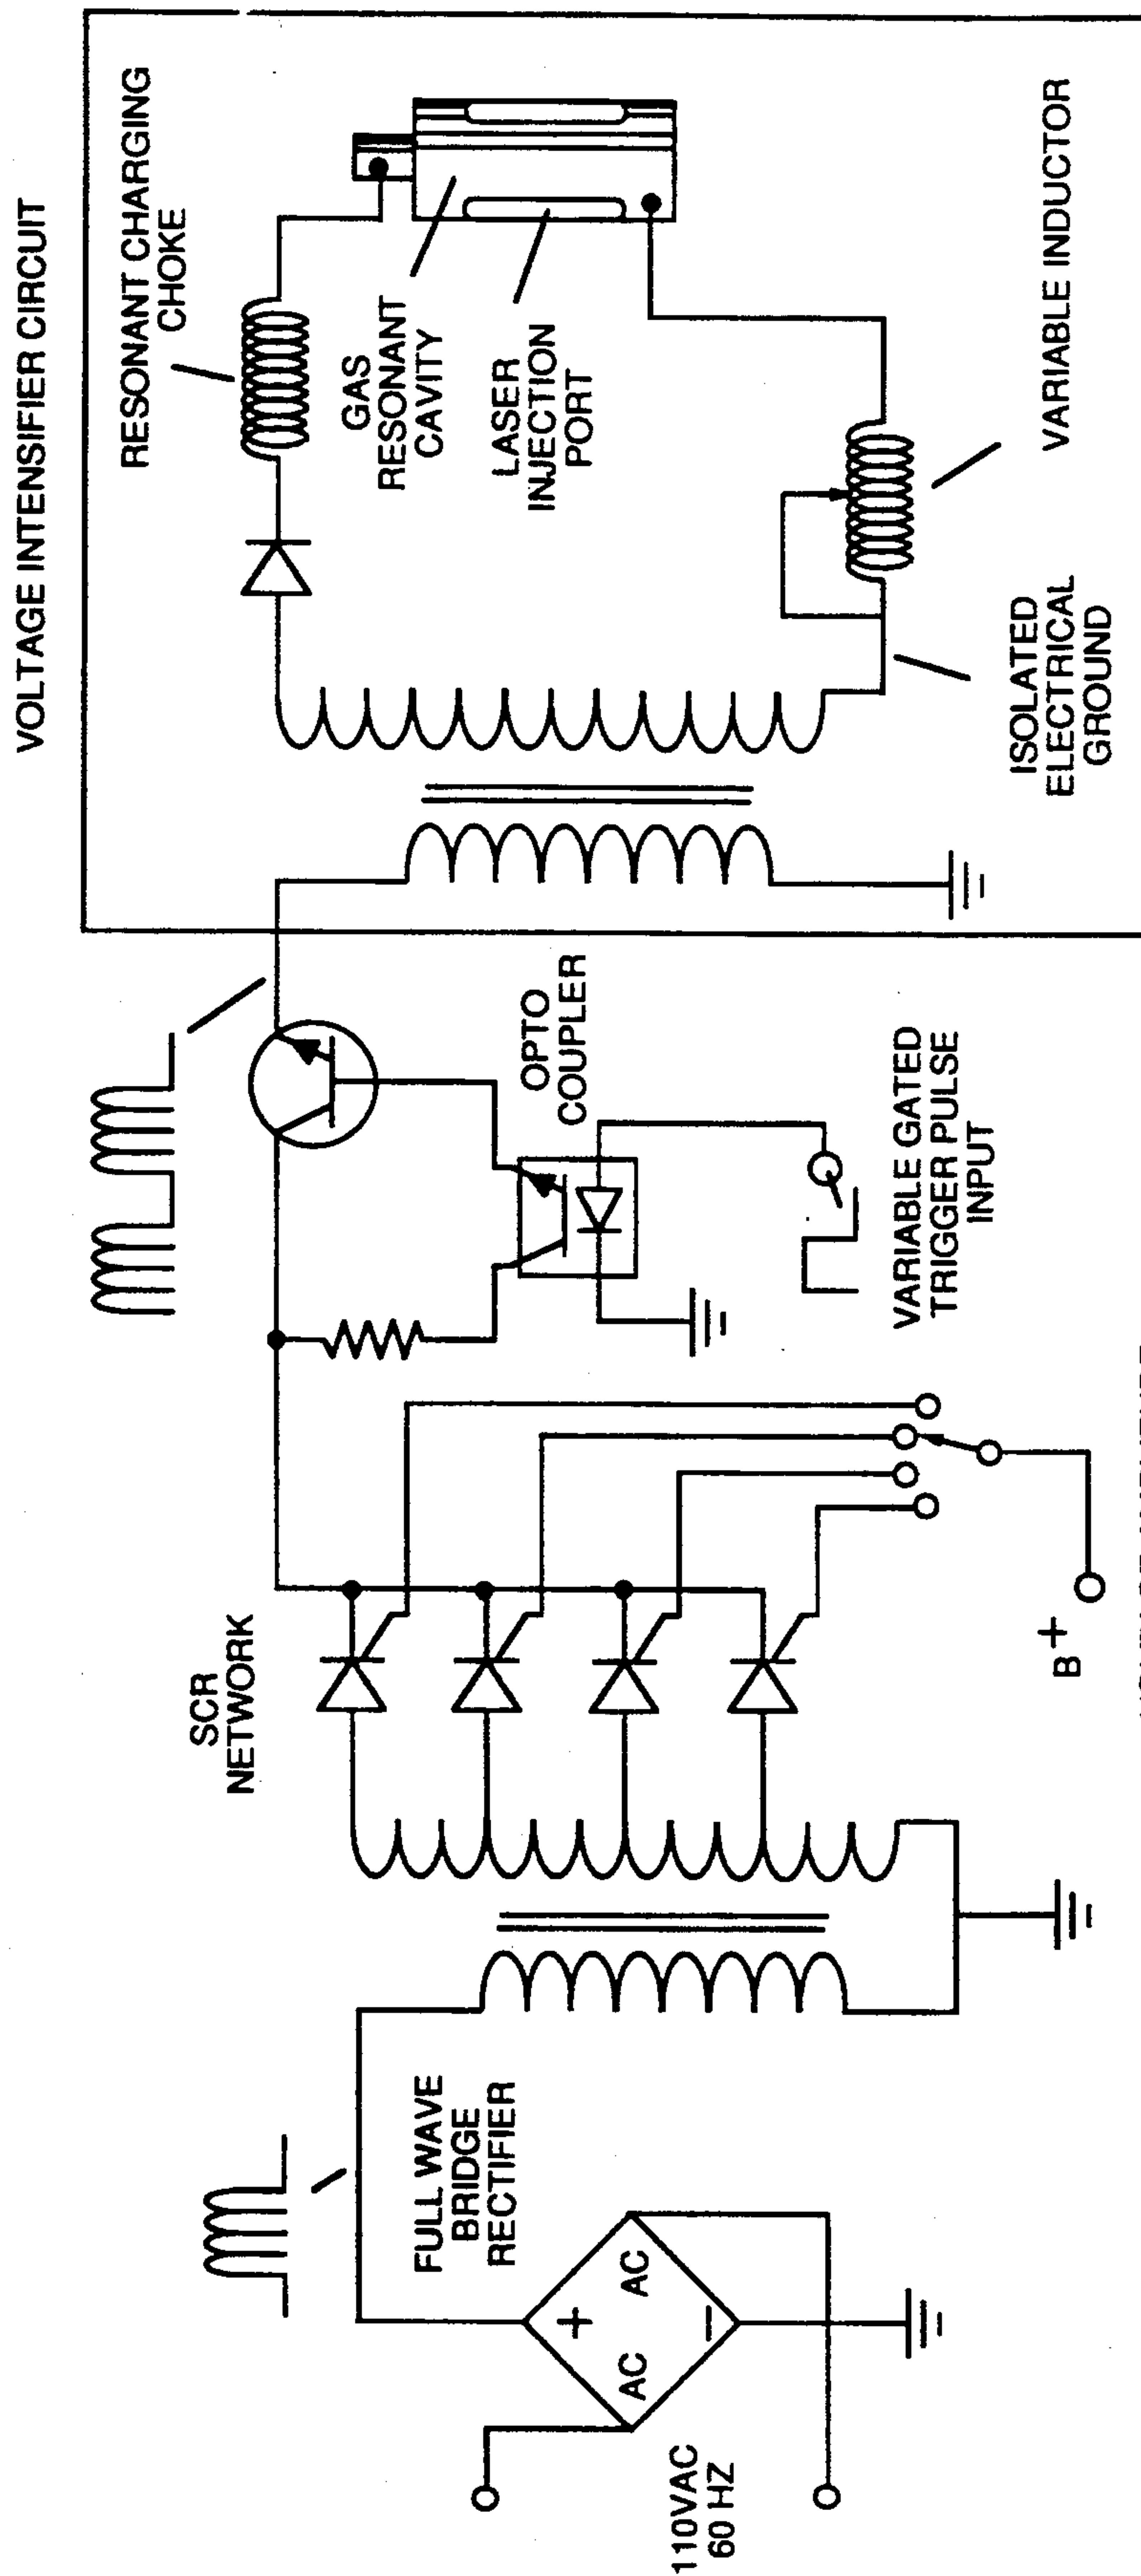 VOLTAGE INTENSIFIER CIRCUIT
RESONANT CHARGING
CHOKE
GAS
RESONANT
CAVITY
LASER
INJECTION
PORT
VARIABLE INDUCTOR
ISOLATED
ELECTRICAL
GROUND
OPTO
COUPLER
VARIABLE GATED
TRIGGER PULSE
INPUT
SCR
NETWORK
B+
FULL WAVE
BRIDGE
RECTIFIER
AC
+
AC
−
110VAC
60 HZ